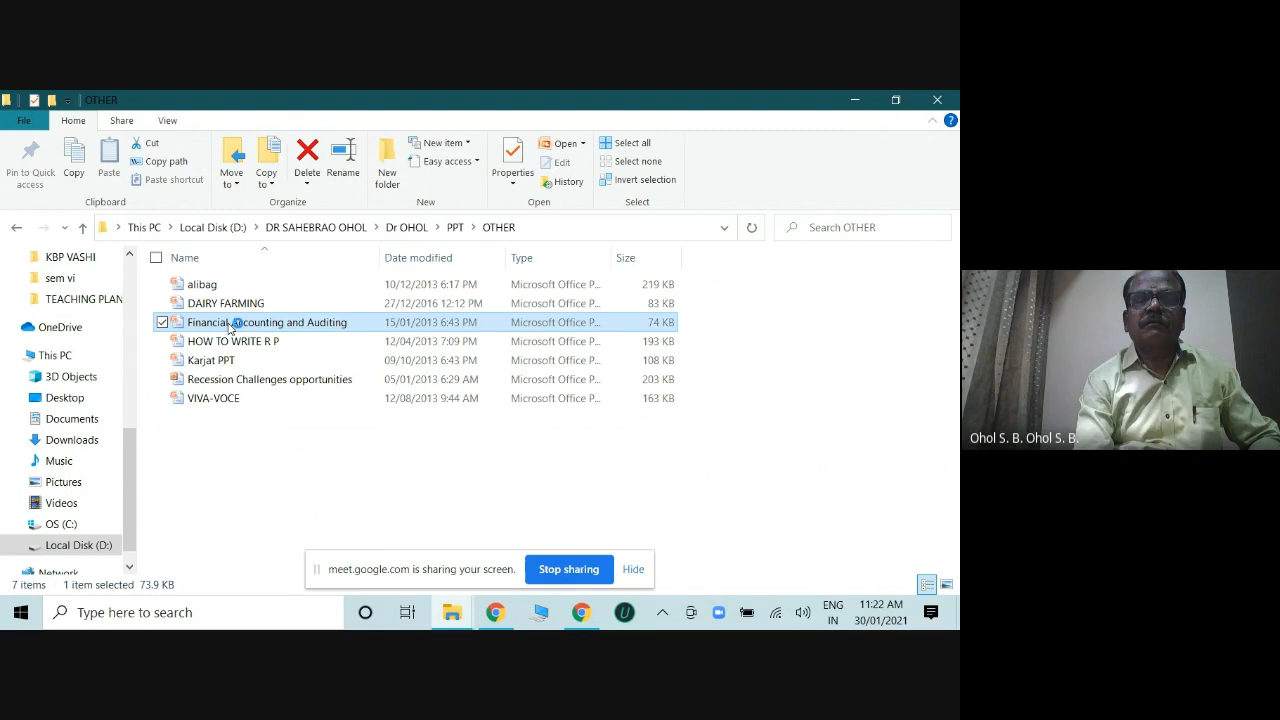 OTHER
File Home Share View
Pin to Quick access
Copy
Paste
Cut
Copy path
Paste shortcut
Clipboard
Move to
Copy to
Delete
Rename
Organize
New folder
New item
Easy access
New
Properties
Open
Edit
History
Open
Select all
Select none
Invert selection
Select
This PC > Local Disk (D:) > DR SAHEBRAO OHOL > Dr OHOL > PPT > OTHER
Search OTHER
KBP VASHI
sem vi
TEACHING PLAN
OneDrive
This PC
3D Objects
Desktop
Documents
Downloads
Music
Pictures
Videos
OS (C:)
Local Disk (D:)
Network
Name Date modified Type Size
alibag 10/12/2013 6:17 PM Microsoft Office P... 219 KB
DAIRY FARMING 27/12/2016 12:12 PM Microsoft Office P... 83 KB
Financial Accounting and Auditing 15/01/2013 6:43 PM Microsoft Office P... 74 KB
HOW TO WRITE R P 12/04/2013 7:09 PM Microsoft Office P... 193 KB
Karjat PPT 09/10/2013 6:43 PM Microsoft Office P... 108 KB
Recession Challenges opportunities 05/01/2013 6:29 AM Microsoft Office P... 203 KB
VIVA-VOCE 12/08/2013 9:44 AM Microsoft Office P... 163 KB
Ohol S. B. Ohol S. B.
meet.google.com is sharing your screen. Stop sharing Hide
7 items 1 item selected 73.9 KB
Type here to search
ENG
IN
11:22 AM
30/01/2021